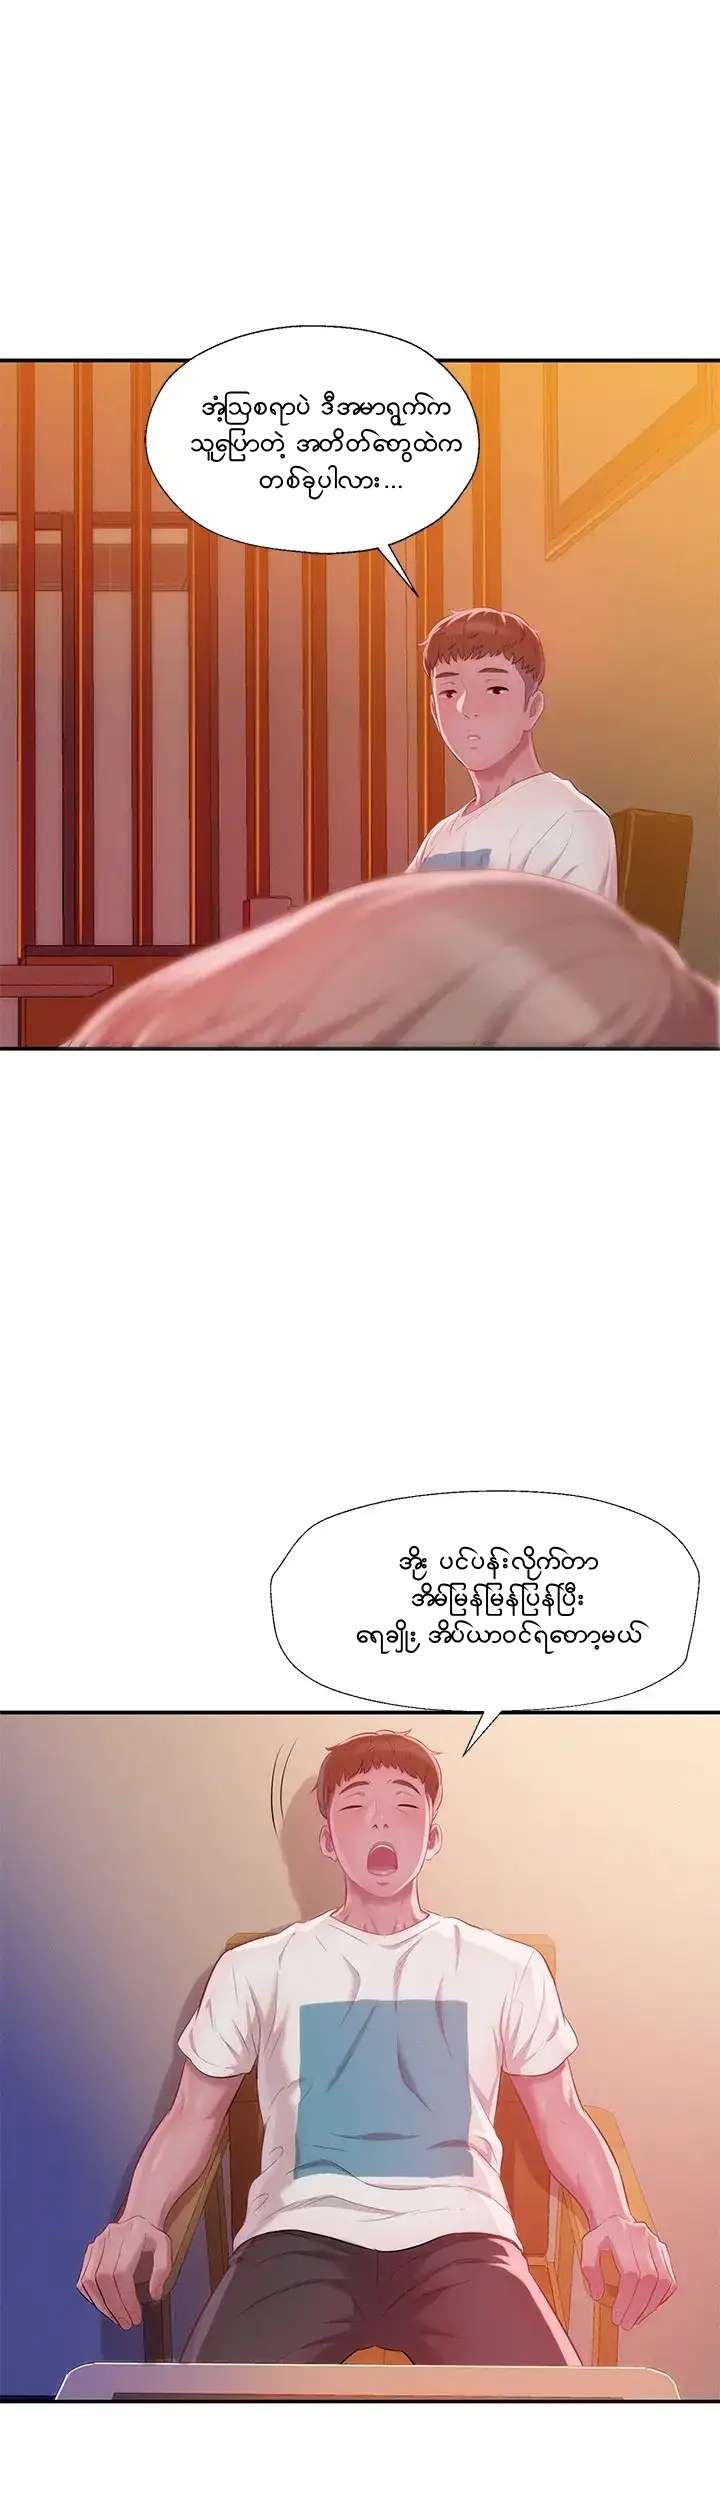 အံ့ဩစရာပဲ ဒီအမာရွက်က
သူပြောတဲ့ အတိတ်တွေထဲက
တစ်ခုပါလား...
အိုး ပင်ပန်းလိုက်တာ
အိမ်မြန်မြန်ပြန်ပြီး
ရေချိုး အိပ်ယာဝင်ရတော့မယ်